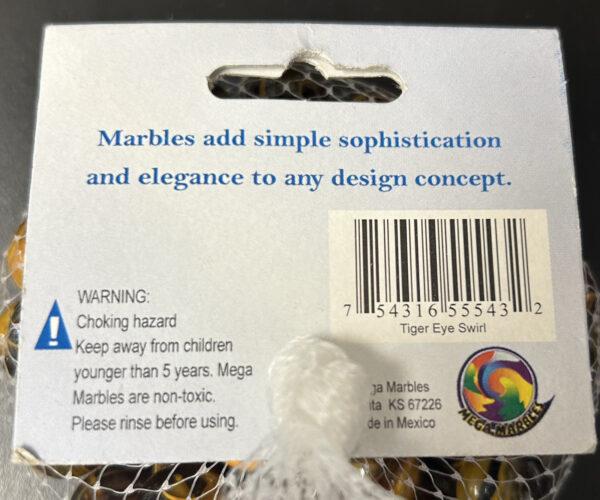 Marbles add simple sophistication
and elegance to any design concept.
7 54316 55543 2
Tiger Eye Swirl
WARNING:
Choking hazard
Keep away from children
younger than 5 years. Mega
Marbles are non-toxic.
Please rinse before using.
Marbles
KS 67226
in Mexico
MEGA MARBLES